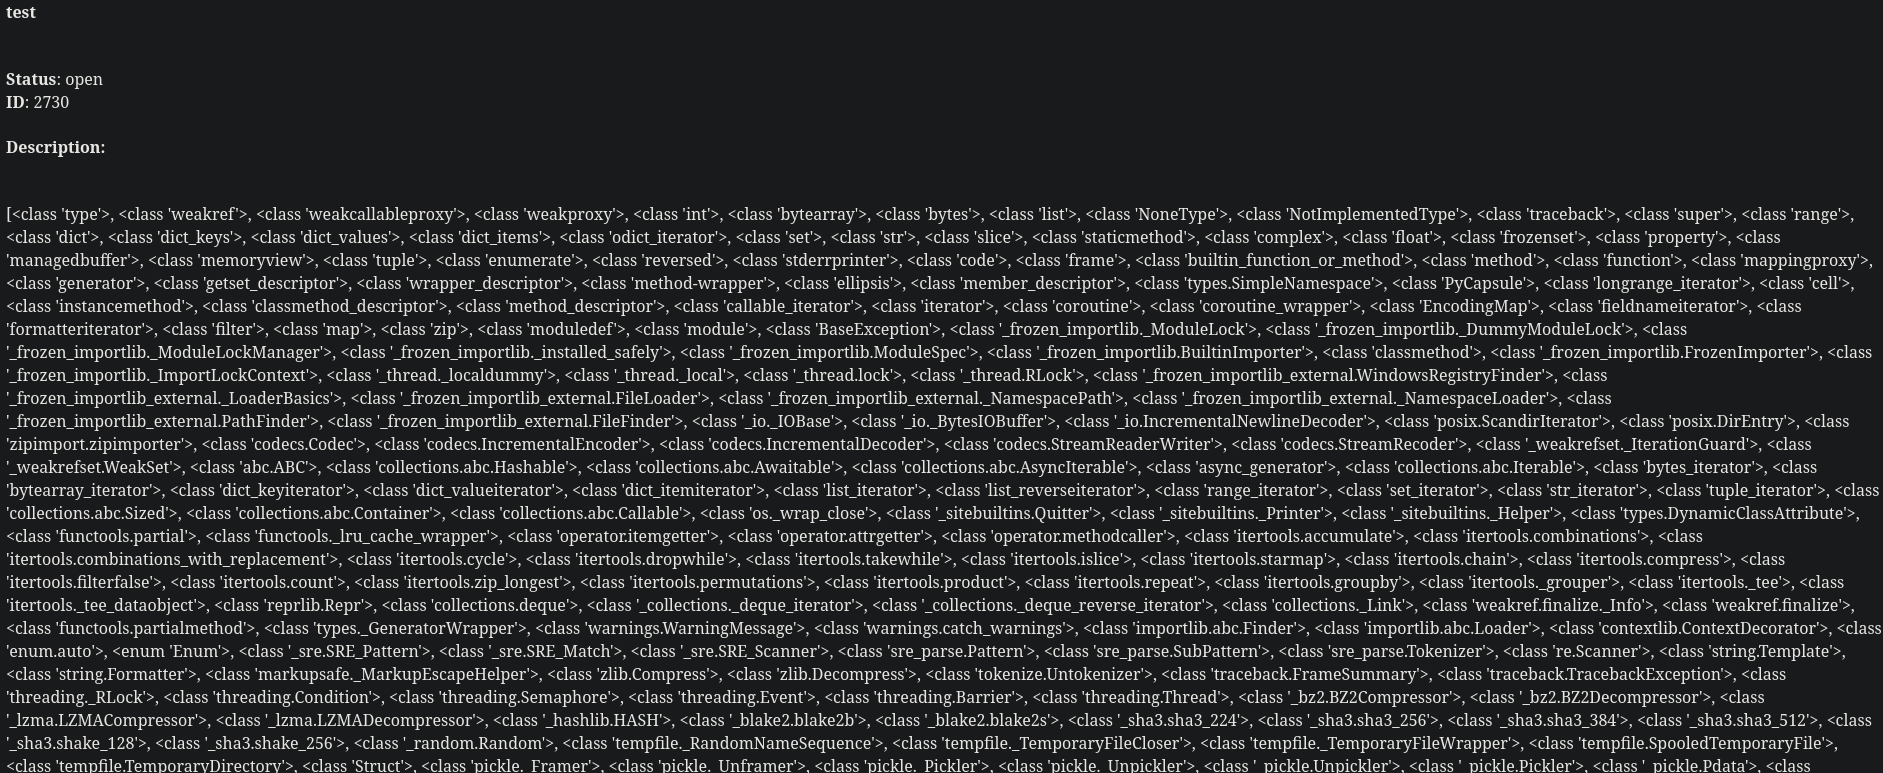 test
Status: open
ID: 2730
Description:
[<class 'type'>, <class 'weakref'>, <class 'weakcallableproxy'>, <class 'weakproxy'>, <class 'int'>, <class 'bytearray'>, <class 'bytes'>, <class 'list'>, <class 'NoneType'>, <class 'NotImplementedType'>, <class 'traceback'>, <class 'super'>, <class 'range'>,
<class 'dict'>, <class 'dict_keys'>, <class 'dict_values'>, <class 'dict_items'>, <class 'odict_iterator'>, <class 'set'>, <class 'str'>, <class 'slice'>, <class 'staticmethod'>, <class 'complex'>, <class 'float'>, <class 'frozenset'>, <class 'property'>, <class
'managedbuffer'>, <class 'memoryview'>, <class 'tuple'>, <class 'enumerate'>, <class 'reversed'>, <class 'stderrprinter'>, <class 'code'>, <class 'frame'>, <class 'builtin_function_or_method'>, <class 'method'>, <class 'function'>, <class 'mappingproxy'>,
<class 'generator'>, <class 'getset_descriptor'>, <class 'wrapper_descriptor'>, <class 'method-wrapper'>, <class 'ellipsis'>, <class 'member_descriptor'>, <class 'types.SimpleNamespace'>, <class 'PyCapsule'>, <class 'longrange_iterator'>, <class 'cell'>,
<class 'instancemethod'>, <class 'classmethod_descriptor'>, <class 'method_descriptor'>, <class 'callable_iterator'>, <class 'iterator'>, <class 'coroutine'>, <class 'coroutine_wrapper'>, <class 'EncodingMap'>, <class 'fieldnameiterator'>, <class
'formatteriterator'>, <class 'filter'>, <class 'map'>, <class 'zip'>, <class 'moduledef'>, <class 'module'>, <class 'BaseException'>, <class '_frozen_importlib._ModuleLock'>, <class '_frozen_importlib._DummyModuleLock'>, <class
'_frozen_importlib._ModuleLockManager'>, <class '_frozen_importlib._installed_safely'>, <class '_frozen_importlib.ModuleSpec'>, <class '_frozen_importlib.BuiltinImporter'>, <class 'classmethod'>, <class '_frozen_importlib.FrozenImporter'>, <class
'_frozen_importlib._ImportLockContext'>, <class '_thread._localdummy'>, <class '_thread._local'>, <class '_thread.lock'>, <class '_thread.RLock'>, <class '_frozen_importlib_external.WindowsRegistryFinder'>, <class
'_frozen_importlib_external._LoaderBasics'>, <class '_frozen_importlib_external.FileLoader'>, <class '_frozen_importlib_external._NamespacePath'>, <class '_frozen_importlib_external._NamespaceLoader'>, <class
'_frozen_importlib_external.PathFinder'>, <class '_frozen_importlib_external.FileFinder'>, <class '_io._IOBase'>, <class '_io._BytesIOBuffer'>, <class '_io.IncrementalNewlineDecoder'>, <class 'posix.ScandirIterator'>, <class 'posix.DirEntry'>, <class
'zipimport.zipimporter'>, <class 'codecs.Codec'>, <class 'codecs.IncrementalEncoder'>, <class 'codecs.IncrementalDecoder'>, <class 'codecs.StreamReaderWriter'>, <class 'codecs.StreamRecoder'>, <class '_weakrefset._IterationGuard'>, <class
'_weakrefset.WeakSet'>, <class 'abc.ABC'>, <class 'collections.abc.Hashable'>, <class 'collections.abc.Awaitable'>, <class 'collections.abc.AsyncIterable'>, <class 'async_generator'>, <class 'collections.abc.Iterable'>, <class 'bytes_iterator'>, <class
'bytearray_iterator'>, <class 'dict_keyiterator'>, <class 'dict_valueiterator'>, <class 'dict_itemiterator'>, <class 'list_iterator'>, <class 'list_reverseiterator'>, <class 'range_iterator'>, <class 'set_iterator'>, <class 'str_iterator'>, <class 'tuple_iterator'>, <class
'collections.abc.Sized'>, <class 'collections.abc.Container'>, <class 'collections.abc.Callable'>, <class 'os._wrap_close'>, <class '_sitebuiltins.Quitter'>, <class '_sitebuiltins._Printer'>, <class '_sitebuiltins._Helper'>, <class 'types.DynamicClassAttribute'>,
<class 'functools.partial'>, <class 'functools._lru_cache_wrapper'>, <class 'operator.itemgetter'>, <class 'operator.attrgetter'>, <class 'operator.methodcaller'>, <class 'itertools.accumulate'>, <class 'itertools.combinations'>, <class
'itertools.combinations_with_replacement'>, <class 'itertools.cycle'>, <class 'itertools.dropwhile'>, <class 'itertools.takewhile'>, <class 'itertools.islice'>, <class 'itertools.starmap'>, <class 'itertools.chain'>, <class 'itertools.compress'>, <class
'itertools.filterfalse'>, <class 'itertools.count'>, <class 'itertools.zip_longest'>, <class 'itertools.permutations'>, <class 'itertools.product'>, <class 'itertools.repeat'>, <class 'itertools.groupby'>, <class 'itertools._grouper'>, <class 'itertools._tee'>, <class
'itertools._tee_dataobject'>, <class 'reprlib.Repr'>, <class 'collections.deque'>, <class '_collections._deque_iterator'>, <class '_collections._deque_reverse_iterator'>, <class 'collections._Link'>, <class 'weakref.finalize._Info'>, <class 'weakref.finalize'>,
<class 'functools.partialmethod'>, <class 'types._GeneratorWrapper'>, <class 'warnings.WarningMessage'>, <class 'warnings.catch_warnings'>, <class 'importlib.abc.Finder'>, <class 'importlib.abc.Loader'>, <class 'contextlib.ContextDecorator'>, <class
'enum.auto'>, <enum 'Enum'>, <class '_sre.SRE_Pattern'>, <class '_sre.SRE_Match'>, <class '_sre.SRE_Scanner'>, <class 'sre_parse.Pattern'>, <class 'sre_parse.SubPattern'>, <class 'sre_parse.Tokenizer'>, <class 're.Scanner'>, <class 'string.Template'>,
<class 'string.Formatter'>, <class 'markupsafe._MarkupEscapeHelper'>, <class 'zlib.Compress'>, <class 'zlib.Decompress'>, <class 'tokenize.Untokenizer'>, <class 'traceback.FrameSummary'>, <class 'traceback.TracebackException'>, <class
'threading._RLock'>, <class 'threading.Condition'>, <class 'threading.Semaphore'>, <class 'threading.Event'>, <class 'threading.Barrier'>, <class 'threading.Thread'>, <class '_bz2.BZ2Compressor'>, <class '_bz2.BZ2Decompressor'>, <class
'_lzma.LZMACompressor'>, <class '_lzma.LZMADecompressor'>, <class '_hashlib.HASH'>, <class '_blake2.blake2b'>, <class '_blake2.blake2s'>, <class '_sha3.sha3_224'>, <class '_sha3.sha3_256'>, <class '_sha3.sha3_384'>, <class '_sha3.sha3_512'>, <class
'_sha3.shake_128'>, <class '_sha3.shake_256'>, <class '_random.Random'>, <class 'tempfile._RandomNameSequence'>, <class 'tempfile._TemporaryFileCloser'>, <class 'tempfile._TemporaryFileWrapper'>, <class 'tempfile.SpooledTemporaryFile'>,
<class 'tempfile.TemporaryDirectory'>, <class 'Struct'>, <class 'pickle._Framer'>, <class 'pickle._Unframer'>, <class 'pickle._Pickler'>, <class 'pickle._Unpickler'>, <class '_pickle.Unpickler'>, <class '_pickle.Pickler'>, <class '_pickle.Pdata'>, <class